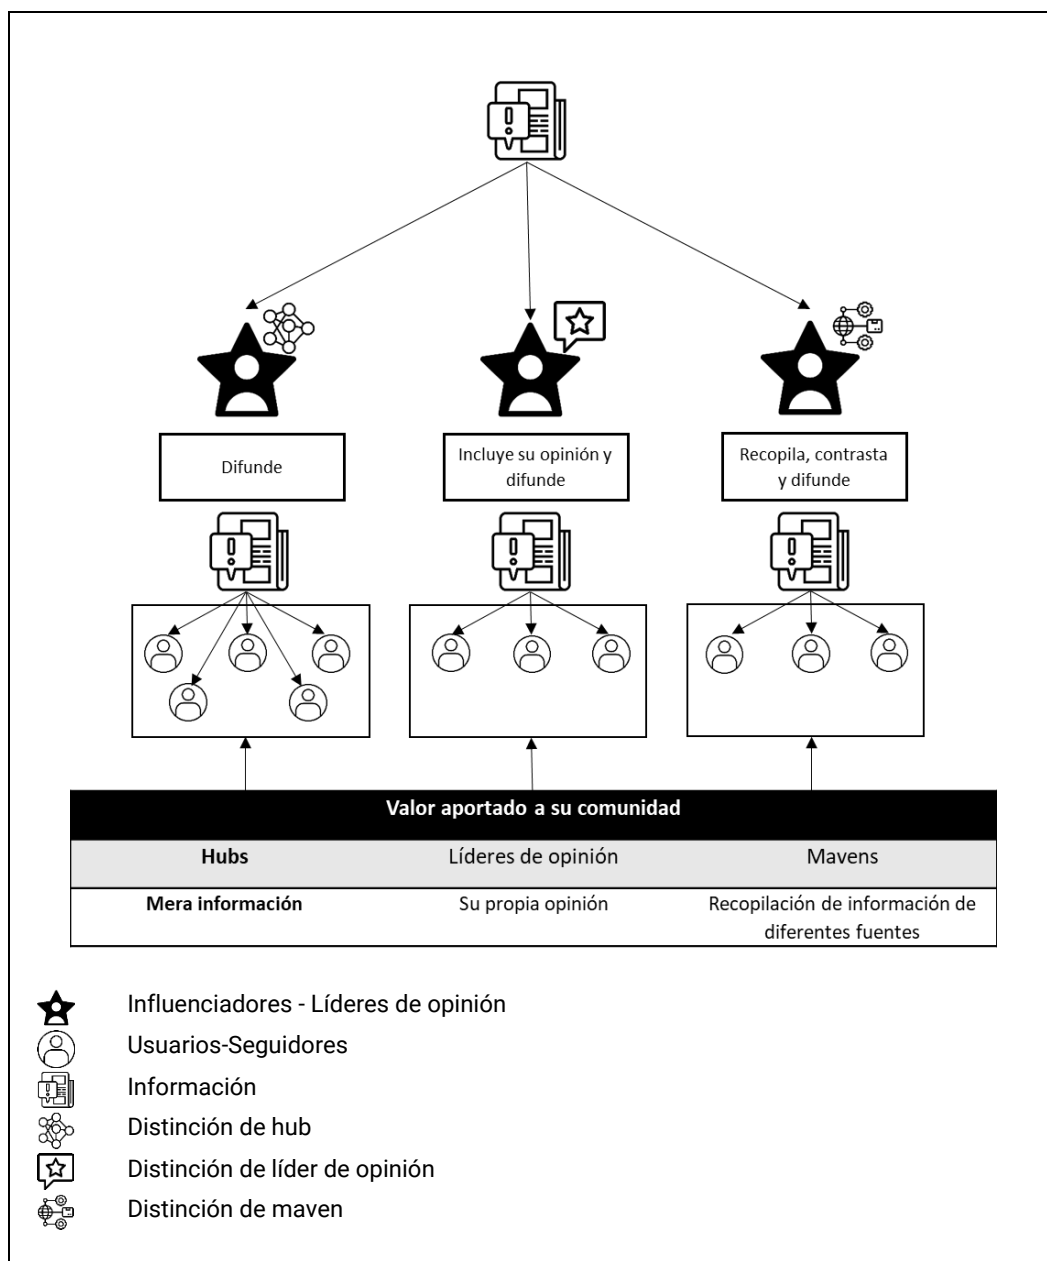 Difunde
Incluye su opinión y
difunde
Recopila, contrasta
y difunde
Valor aportado a su comunidad
Hubs
Líderes de opinión
Mavens
Mera información
Su propia opinión
Recopilación de información de
diferentes fuentes
Influenciadores - Líderes de opinión
Usuarios-Seguidores
Información
Distinción de hub
Distinción de líder de opinión
Distinción de maven